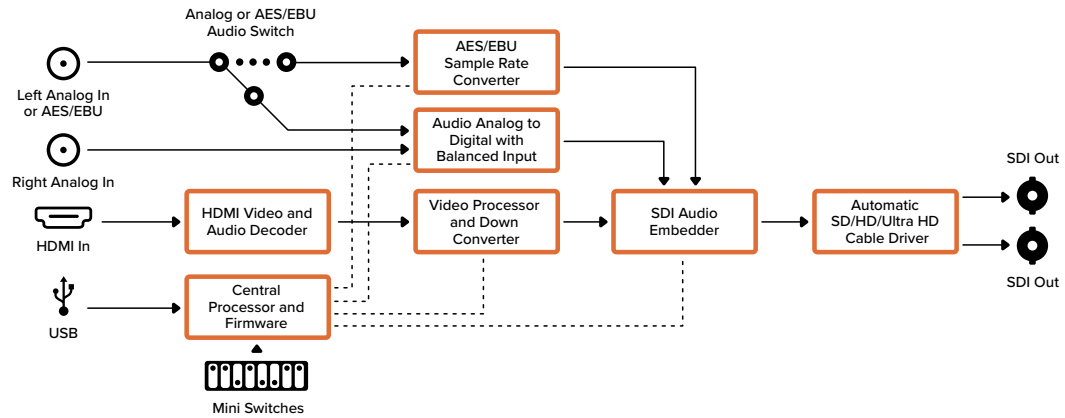 Analog or AES/EBU
Audio Switch
Left Analog In
or AES/EBU
AES/EBU
Sample Rate
Converter
Right Analog In
Audio Analog to
Digital with
Balanced Input
HDMI In
HDMI Video and
Audio Decoder
Video Processor
and Down
Converter
SDI Audio
Embedder
Automatic
SD/HD/Ultra HD
Cable Driver
SDI Out
SDI Out
USB
Central
Processor and
Firmware
Mini Switches